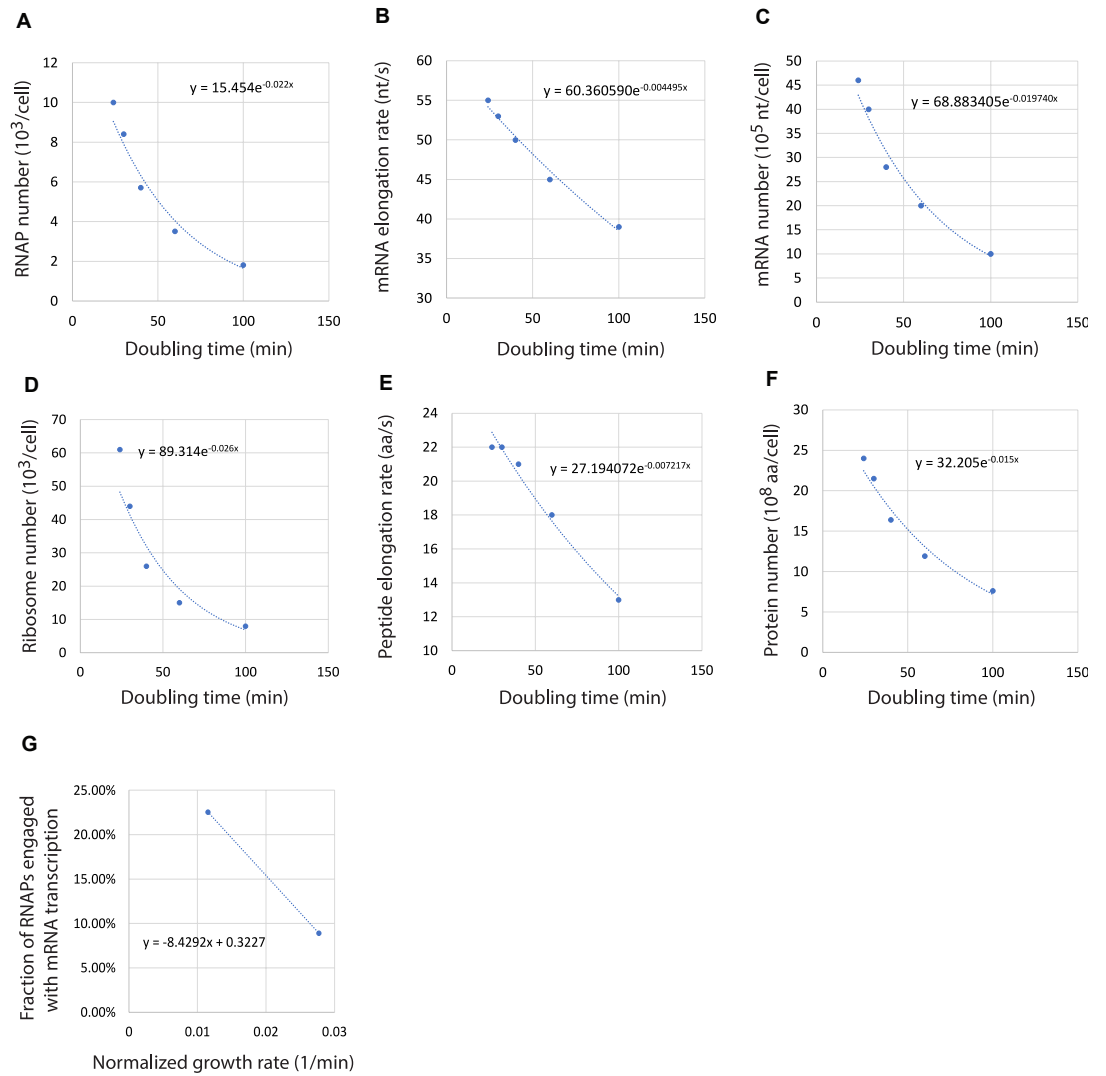 A
RNAP number (10³/cell)
12
10
8
6
4
2
0
y = 15.454e^-0.022x
0 50 100 150
Doubling time (min)
B
mRNA elongation rate (nt/s)
60
55
50
45
40
35
30
y = 60.360590e^-0.004495x
0 50 100 150
Doubling time (min)
C
mRNA number (10⁵ nt/cell)
50
45
40
35
30
25
20
15
10
5
0
y = 68.883405e^-0.019740x
0 50 100 150
Doubling time (min)
D
Ribosome number (10³/cell)
70
60
50
40
30
20
10
0
y = 89.314e^-0.026x
0 50 100 150
Doubling time (min)
E
Peptide elongation rate (aa/s)
24
22
20
18
16
14
12
10
y = 27.194072e^-0.007217x
0 50 100 150
Doubling time (min)
F
Protein number (10⁸ aa/cell)
30
25
20
15
10
5
0
y = 32.205e^-0.015x
0 50 100 150
Doubling time (min)
G
Fraction of RNAPs engaged
with mRNA transcription
25.00%
20.00%
15.00%
10.00%
5.00%
0.00%
y = -8.4292x + 0.3227
0 0.01 0.02 0.03
Normalized growth rate (1/min)